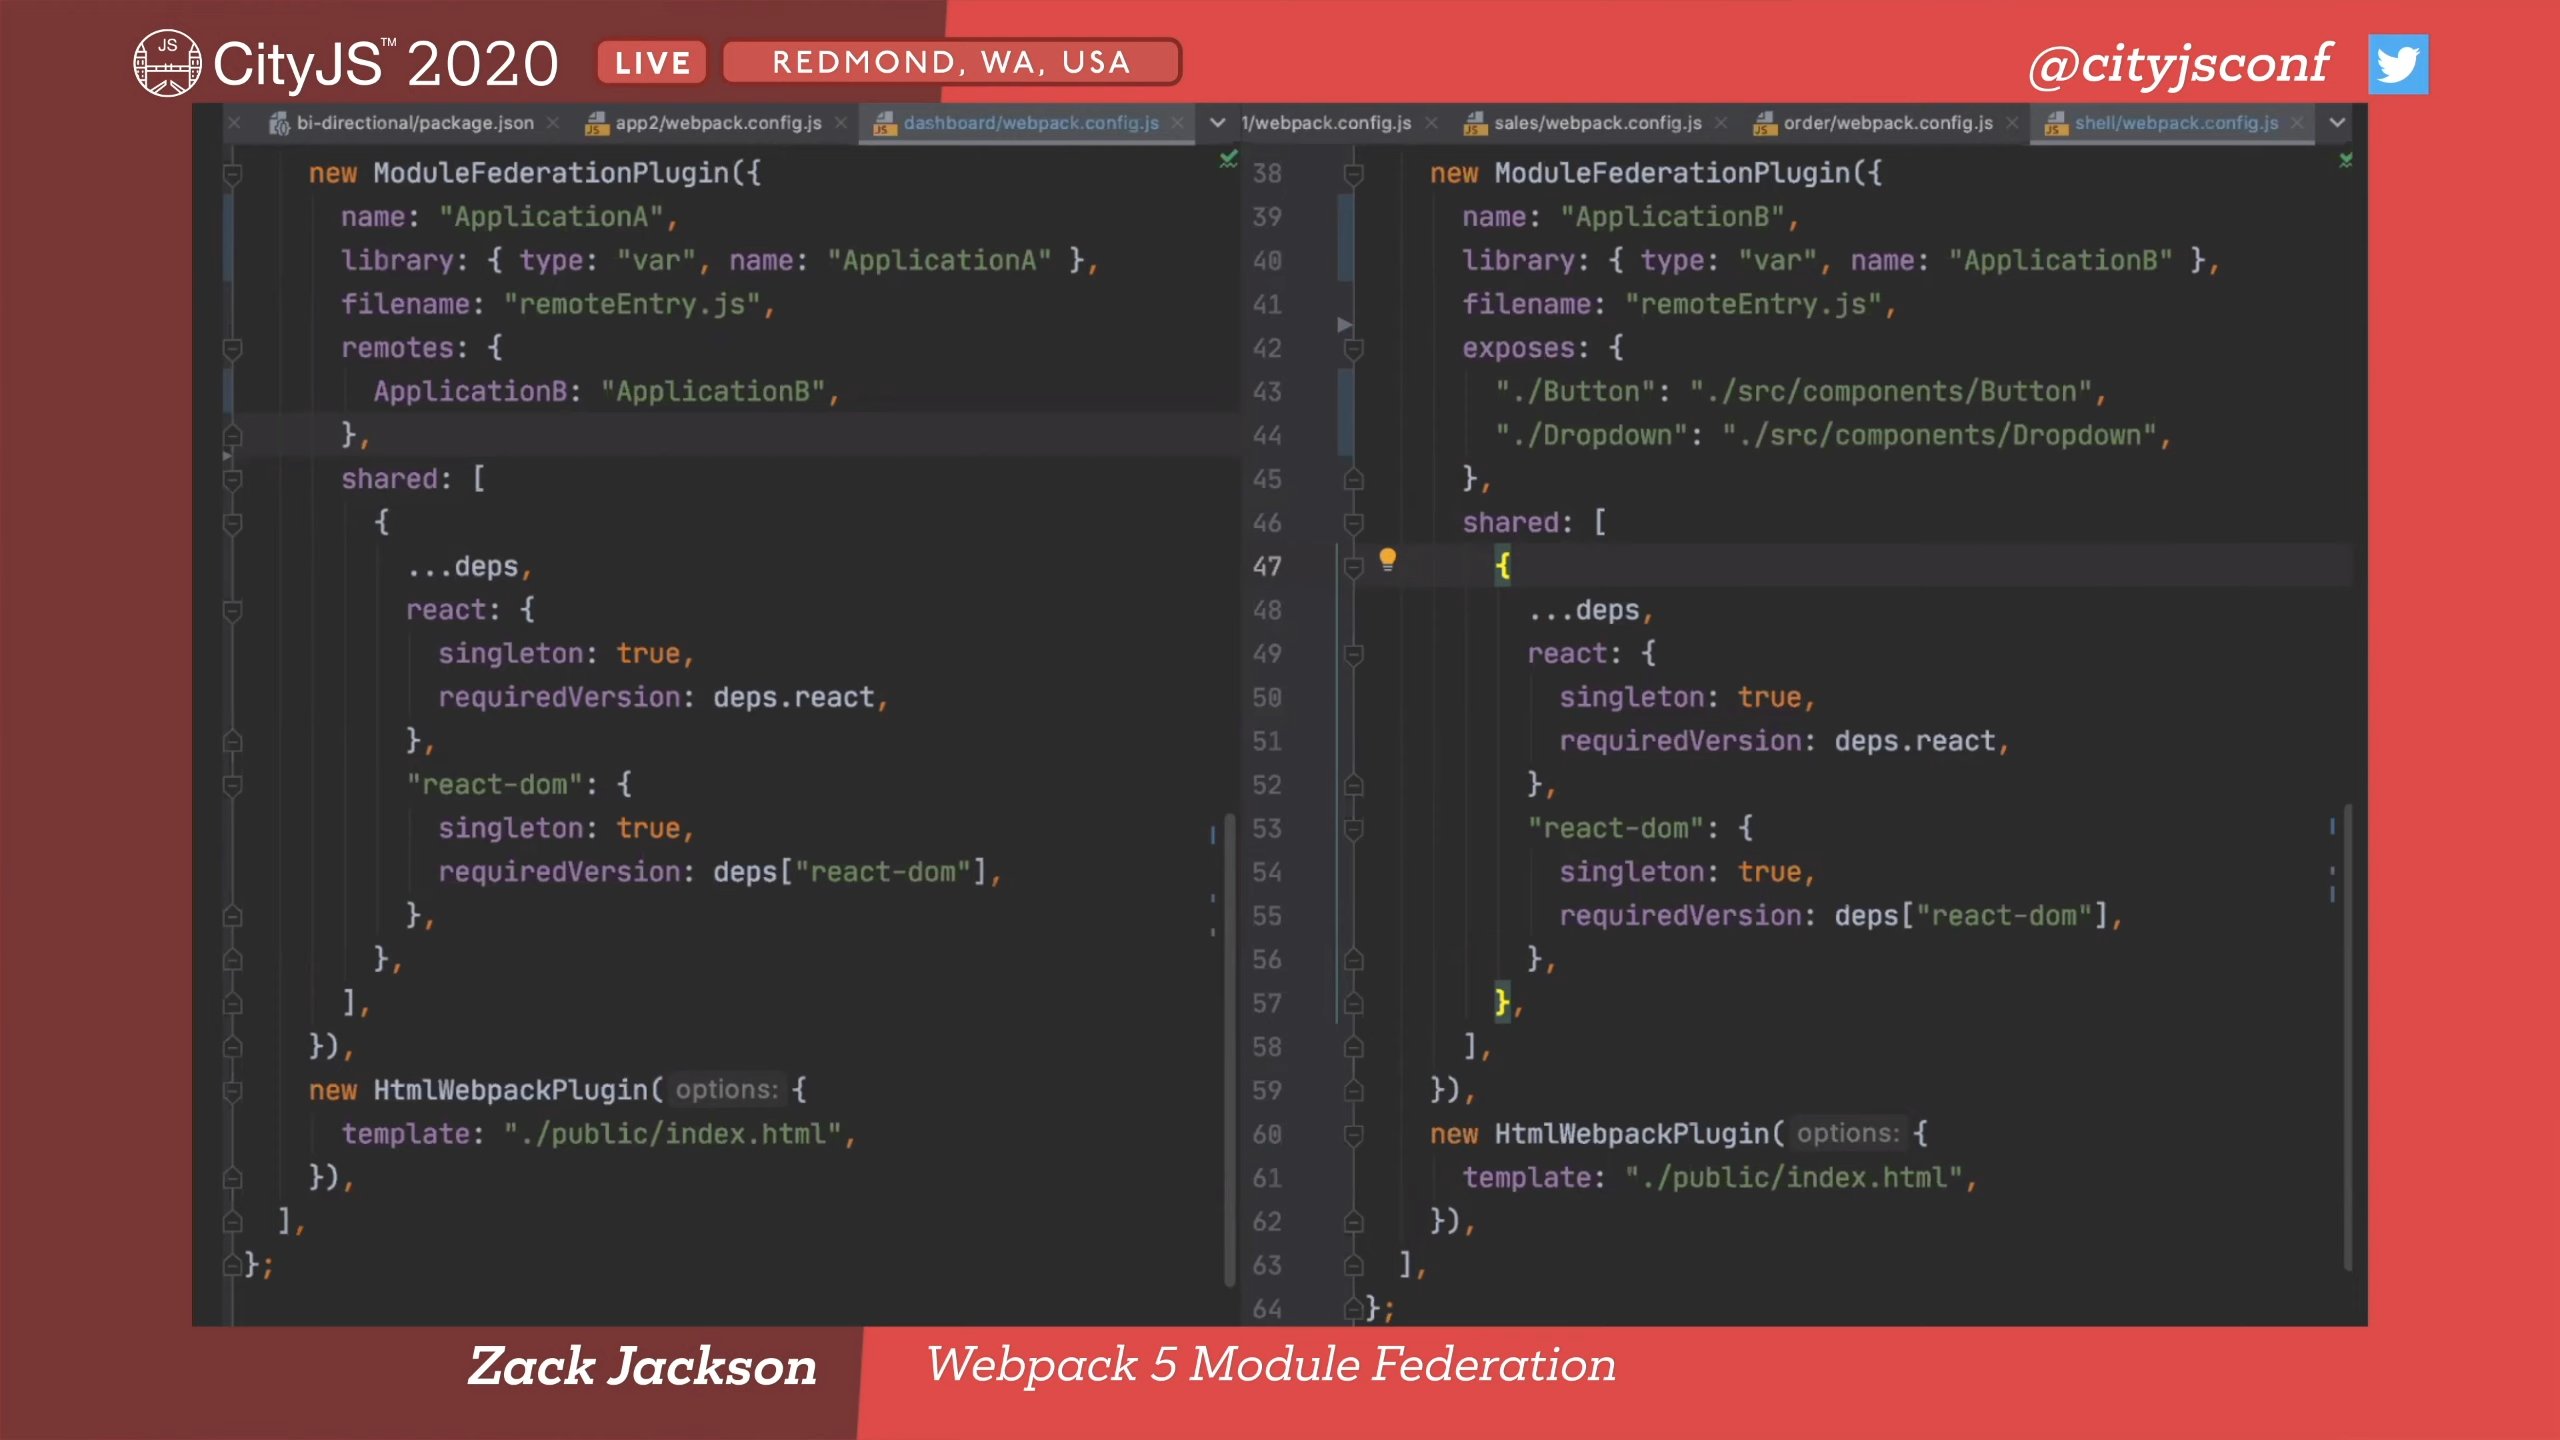 JS
CityJS™ 2020
LIVE
REDMOND, WA, USA
@cityjsconf
bi-directional/package.json
app2/webpack.config.js
dashboard/webpack.config.js
1/webpack.config.js
sales/webpack.config.js
order/webpack.config.js
shell/webpack.config.js
new ModuleFederationPlugin({
name: "ApplicationA",
library: { type: "var", name: "ApplicationA" },
filename: "remoteEntry.js",
remotes: {
ApplicationB: "ApplicationB",
},
shared: [
{
...deps,
react: {
singleton: true,
requiredVersion: deps.react,
},
"react-dom": {
singleton: true,
requiredVersion: deps["react-dom"],
},
},
],
}),
new HtmlWebpackPlugin( options: {
template: "./public/index.html",
}),
],
};
38 new ModuleFederationPlugin({
39 name: "ApplicationB",
40 library: { type: "var", name: "ApplicationB" },
41 filename: "remoteEntry.js",
42 exposes: {
43 "./Button": "./src/components/Button",
44 "./Dropdown": "./src/components/Dropdown",
45 },
46 shared: [
47 {
48 ...deps,
49 react: {
50 singleton: true,
51 requiredVersion: deps.react,
52 },
53 "react-dom": {
54 singleton: true,
55 requiredVersion: deps["react-dom"],
56 },
57 },
58 ],
59 }),
60 new HtmlWebpackPlugin( options: {
61 template: "./public/index.html",
62 }),
63 ],
64 };
Zack Jackson
Webpack 5 Module Federation